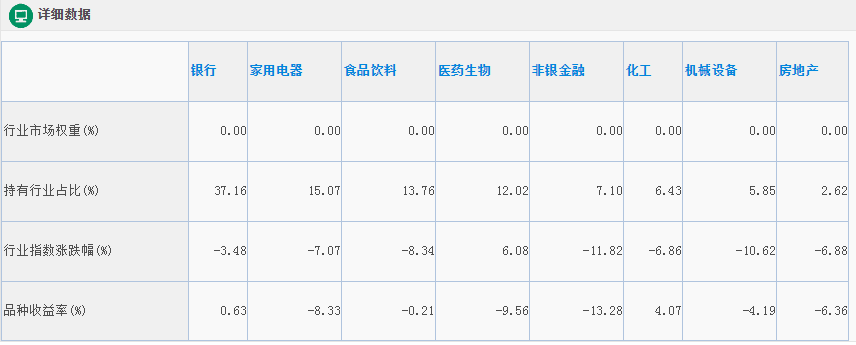 详细数据
银行 家用电器 食品饮料 医药生物 非银金融 化工 机械设备 房地产
行业市场权重(%) 0.00 0.00 0.00 0.00 0.00 0.00 0.00 0.00
持有行业占比(%) 37.16 15.07 13.76 12.02 7.10 6.43 5.85 2.62
行业指数涨跌幅(%) -3.48 -7.07 -8.34 6.08 -11.82 -6.86 -10.62 -6.88
品种收益率(%) 0.63 -8.33 -0.21 -9.56 -13.28 4.07 -4.19 -6.36